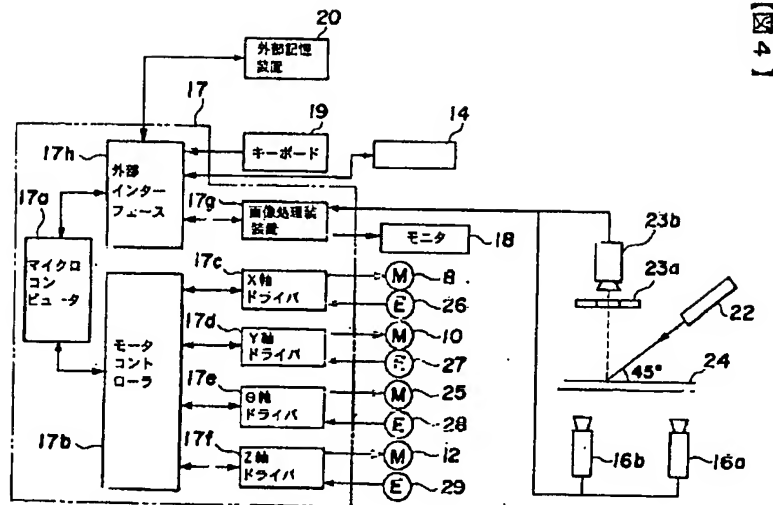 【図4】
20
外部記憶
装置
17
19
キーボード
14
17h
外部
インター
フェース
17a
マイクロ
コン
ピュータ
17g
画像処理装
装置
モニタ
18
17c
X軸
ドライバ
M
8
E
26
17d
Y軸
ドライバ
M
10
E
27
モータ
コント
ローラ
17b
17e
Θ軸
ドライバ
M
25
E
28
17f
Z軸
ドライバ
M
12
E
29
23b
23a
22
45°
24
16b
16a